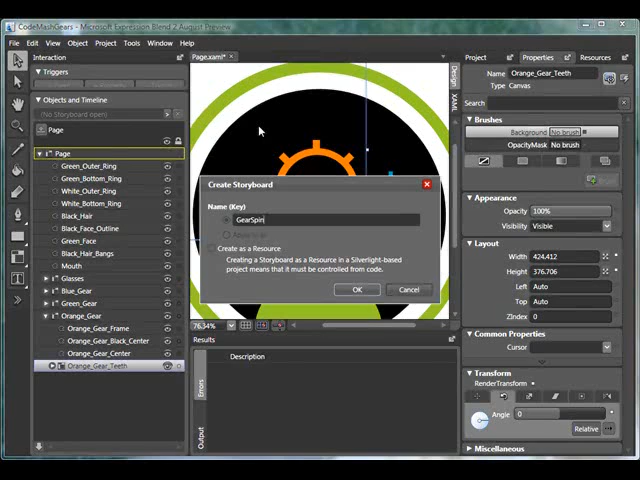 CodeMashGears - Microsoft Expression Blend 2 August Preview
File Edit View Object Project Tools Window Help
Interaction
Triggers
Objects and Timeline
(No Storyboard open)
Page
Page
Green_Outer_Ring
Green_Bottom_Ring
White_Outer_Ring
White_Bottom_Ring
Black_Hair
Black_Face_Outline
Green_Face
Black_Hair_Bangs
Mouth
Glasses
Blue_Gear
Green_Gear
Orange_Gear
Orange_Gear_Frame
Orange_Gear_Black_Center
Orange_Gear_Center
Orange_Gear_Teeth
Page.xaml*
Design
XAML
Create Storyboard
Name (Key)
GearSpin
Create as a Resource
Creating a Storyboard as a Resource in a Silverlight-based
project means that it must be controlled from code.
OK Cancel
76.34%
Results
Errors
Output
Description
Project Properties Resources
Name Orange_Gear_Teeth
Type Canvas
Search
Brushes
Background No brush
OpacityMask No brush
Appearance
Opacity 100%
Visibility Visible
Layout
Width 424.412
Height 376.706
Left Auto
Top Auto
ZIndex 0
Common Properties
Cursor
Transform
RenderTransform
Angle 0
Relative
Miscellaneous